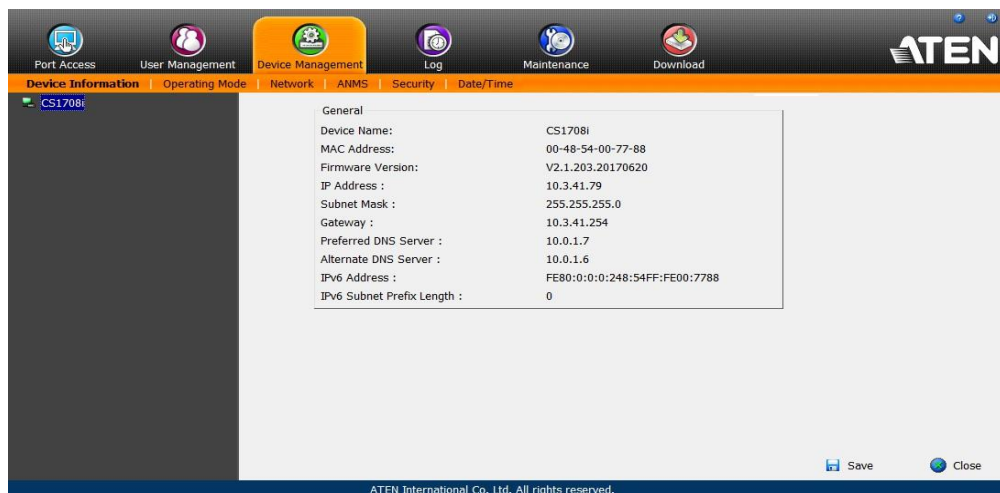 Port Access User Management Device Management Log Maintenance Download ATEN
Device Information | Operating Mode | Network | ANMS | Security | Date/Time
CS1708i
General
Device Name: CS1708i
MAC Address: 00-48-54-00-77-88
Firmware Version: V2.1.203.20170620
IP Address : 10.3.41.79
Subnet Mask : 255.255.255.0
Gateway : 10.3.41.254
Preferred DNS Server : 10.0.1.7
Alternate DNS Server : 10.0.1.6
IPv6 Address : FE80:0:0:0:248:54FF:FE00:7788
IPv6 Subnet Prefix Length : 0
Save Close
ATEN International Co. Ltd. All rights reserved.